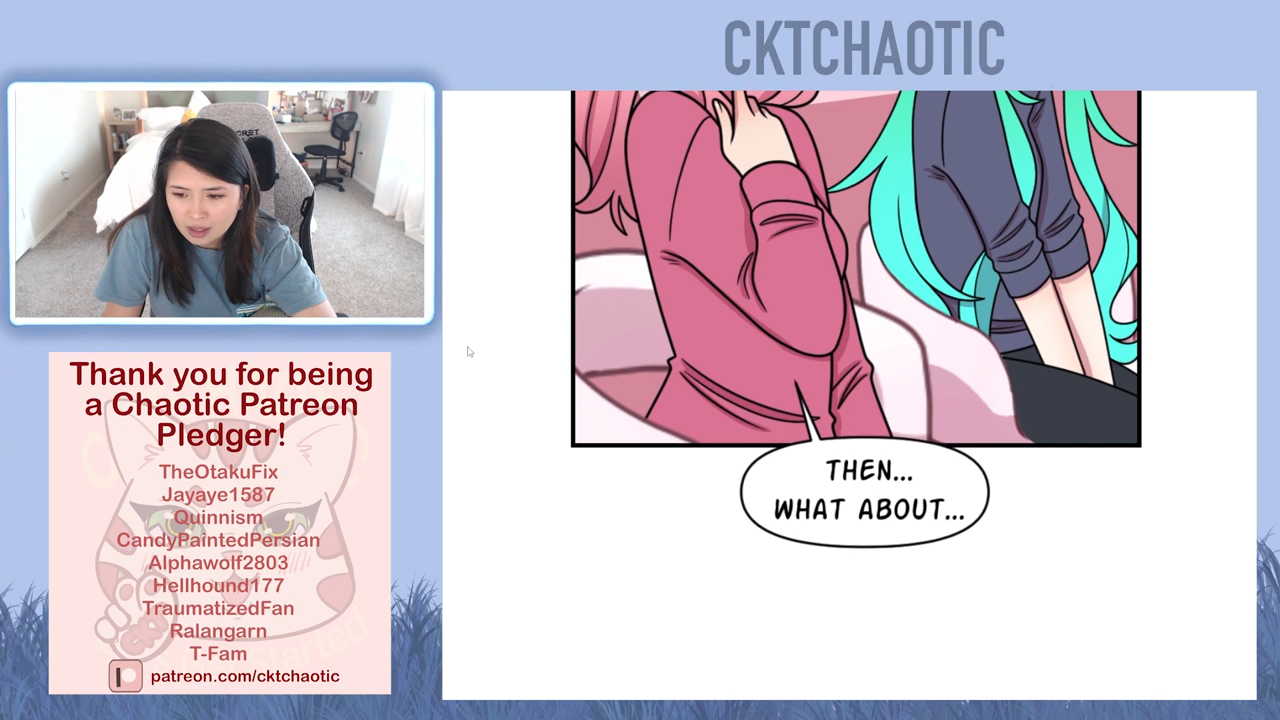 CKTCHAOTIC
Thank you for being
a Chaotic Patreon
Pledger!
TheOtakuFix
Jayaye1587
Quinnism
CandyPaintedPersian
Alphawolf2803
Hellhound177
TraumatizedFan
Ralangarn
T-Fam
patreon.com/cktchaotic
THEN...
WHAT ABOUT...